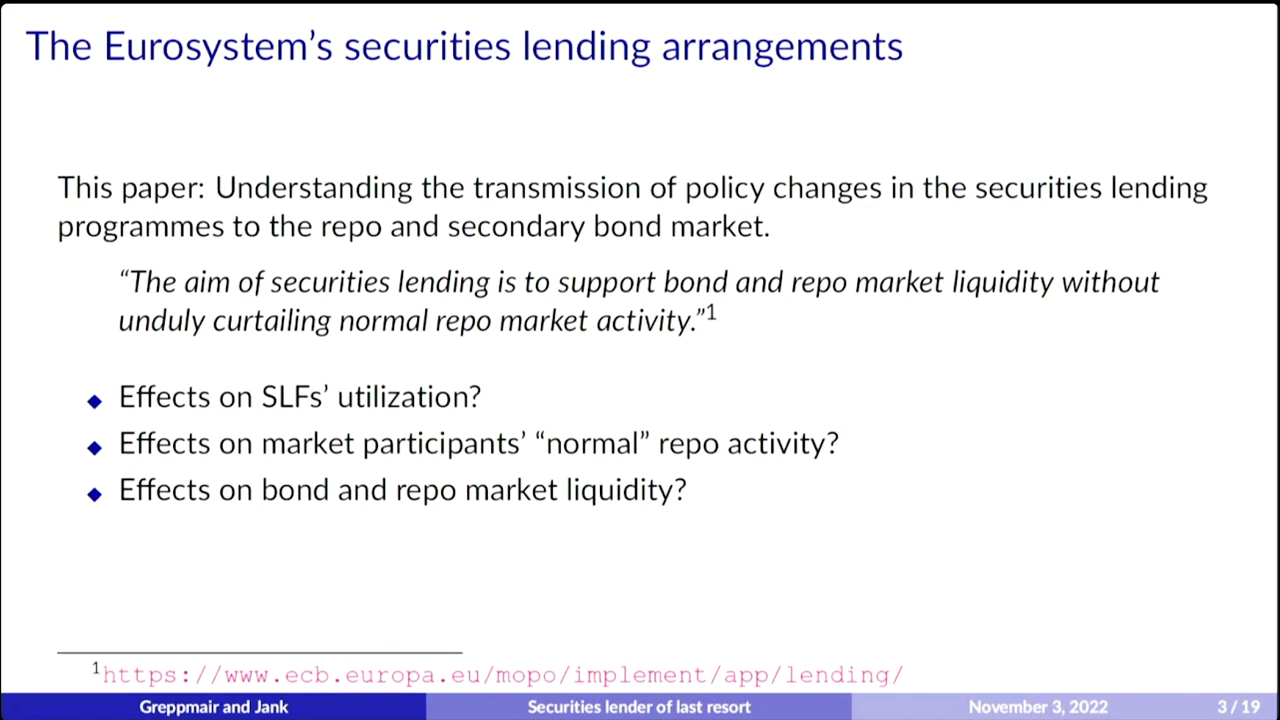 The Eurosystem’s securities lending arrangements
This paper: Understanding the transmission of policy changes in the securities lending
programmes to the repo and secondary bond market.
“The aim of securities lending is to support bond and repo market liquidity without
unduly curtailing normal repo market activity.”1
Effects on SLFs’ utilization?
Effects on market participants’ “normal” repo activity?
Effects on bond and repo market liquidity?
1https://www.ecb.europa.eu/mopo/implement/app/lending/
Greppmair and Jank Securities lender of last resort November 3, 2022 3 / 19